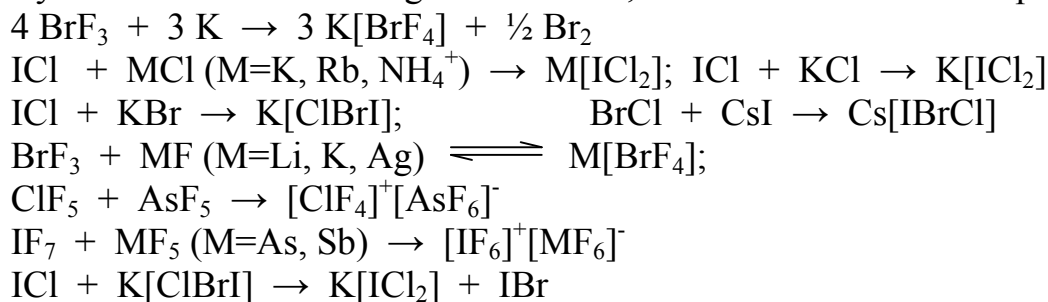 4 BrF₃ + 3 K → 3 K[BrF₄] + ½ Br₂
ICl + MCl (M=K, Rb, NH₄⁺) → M[ICl₂]; ICl + KCl → K[ICl₂]
ICl + KBr → K[ClBrI]; BrCl + CsI → Cs[IBrCl]
BrF₃ + MF (M=Li, K, Ag) ⇌ M[BrF₄];
ClF₅ + AsF₅ → [ClF₄]⁺[AsF₆]⁻
IF₇ + MF₅ (M=As, Sb) → [IF₆]⁺[MF₆]⁻
ICl + K[ClBrI] → K[ICl₂] + IBr